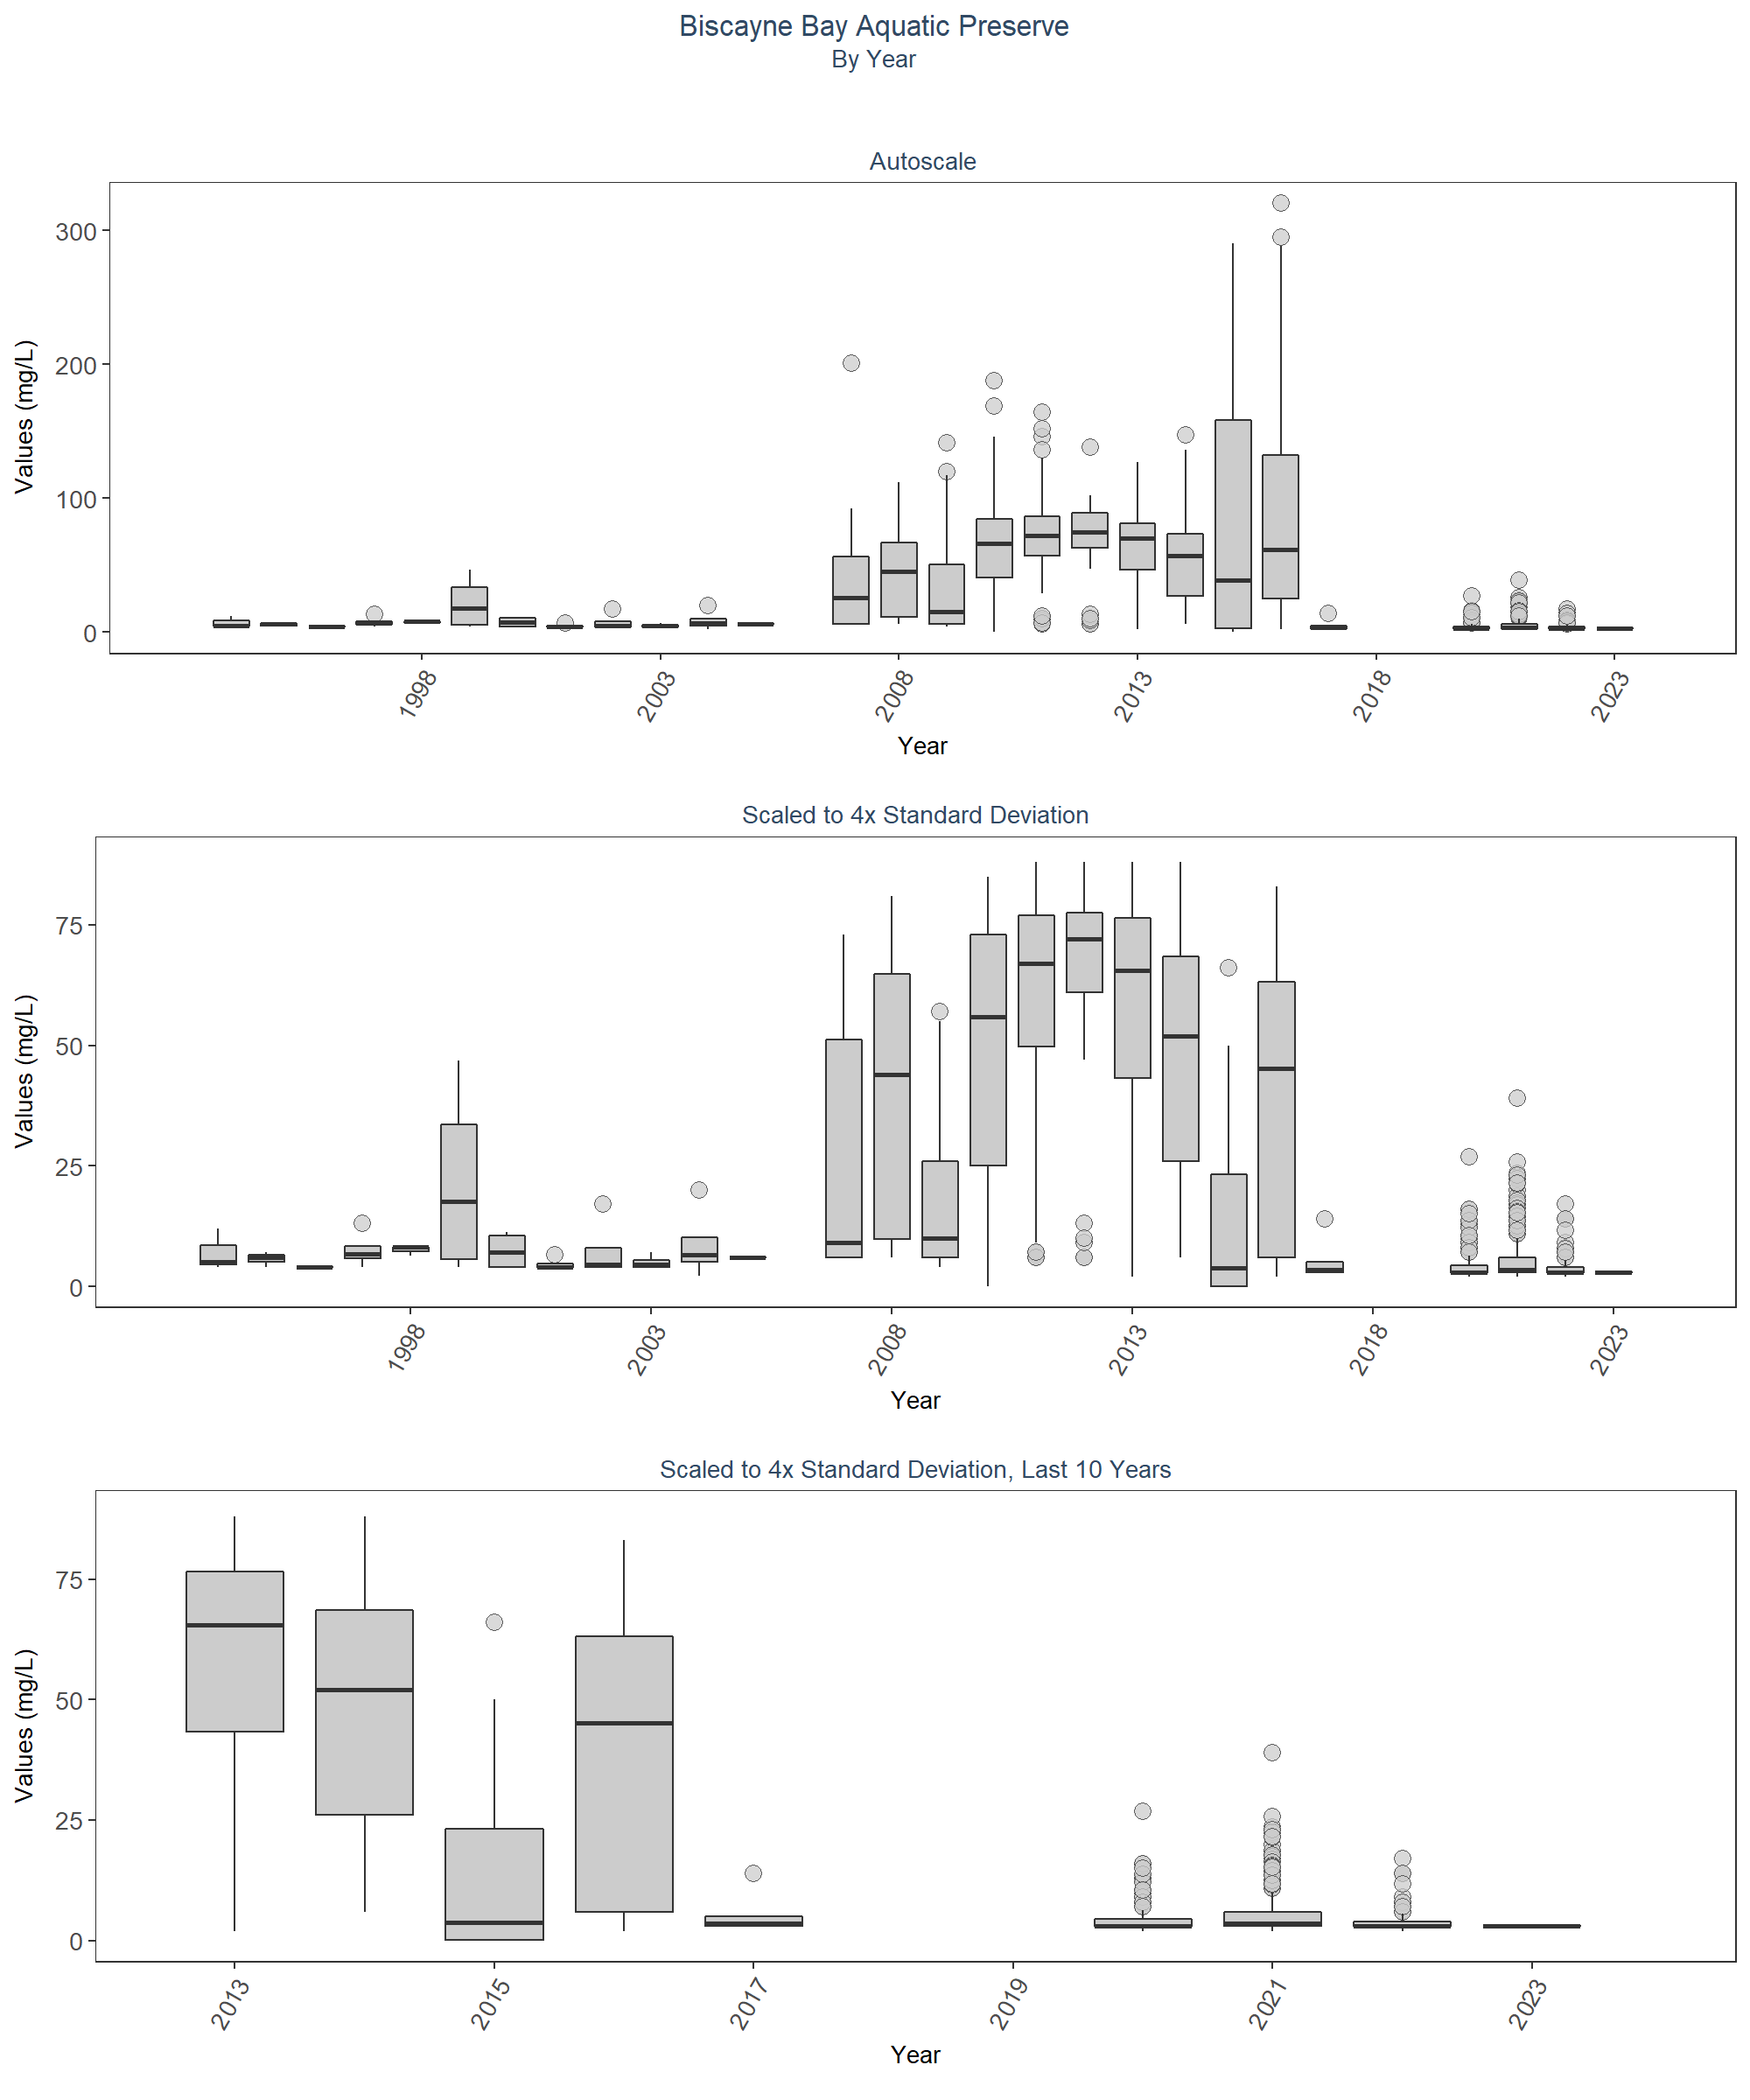 Biscayne Bay Aquatic Preserve
By Year
Autoscale
Values (mg/L)
300
200
100
0
1998
2003
2008
2013
2018
2023
Year
Scaled to 4x Standard Deviation
Values (mg/L)
75
50
25
0
1998
2003
2008
2013
2018
2023
Year
Scaled to 4x Standard Deviation, Last 10 Years
Values (mg/L)
75
50
25
0
2013
2015
2017
2019
2021
2023
Year